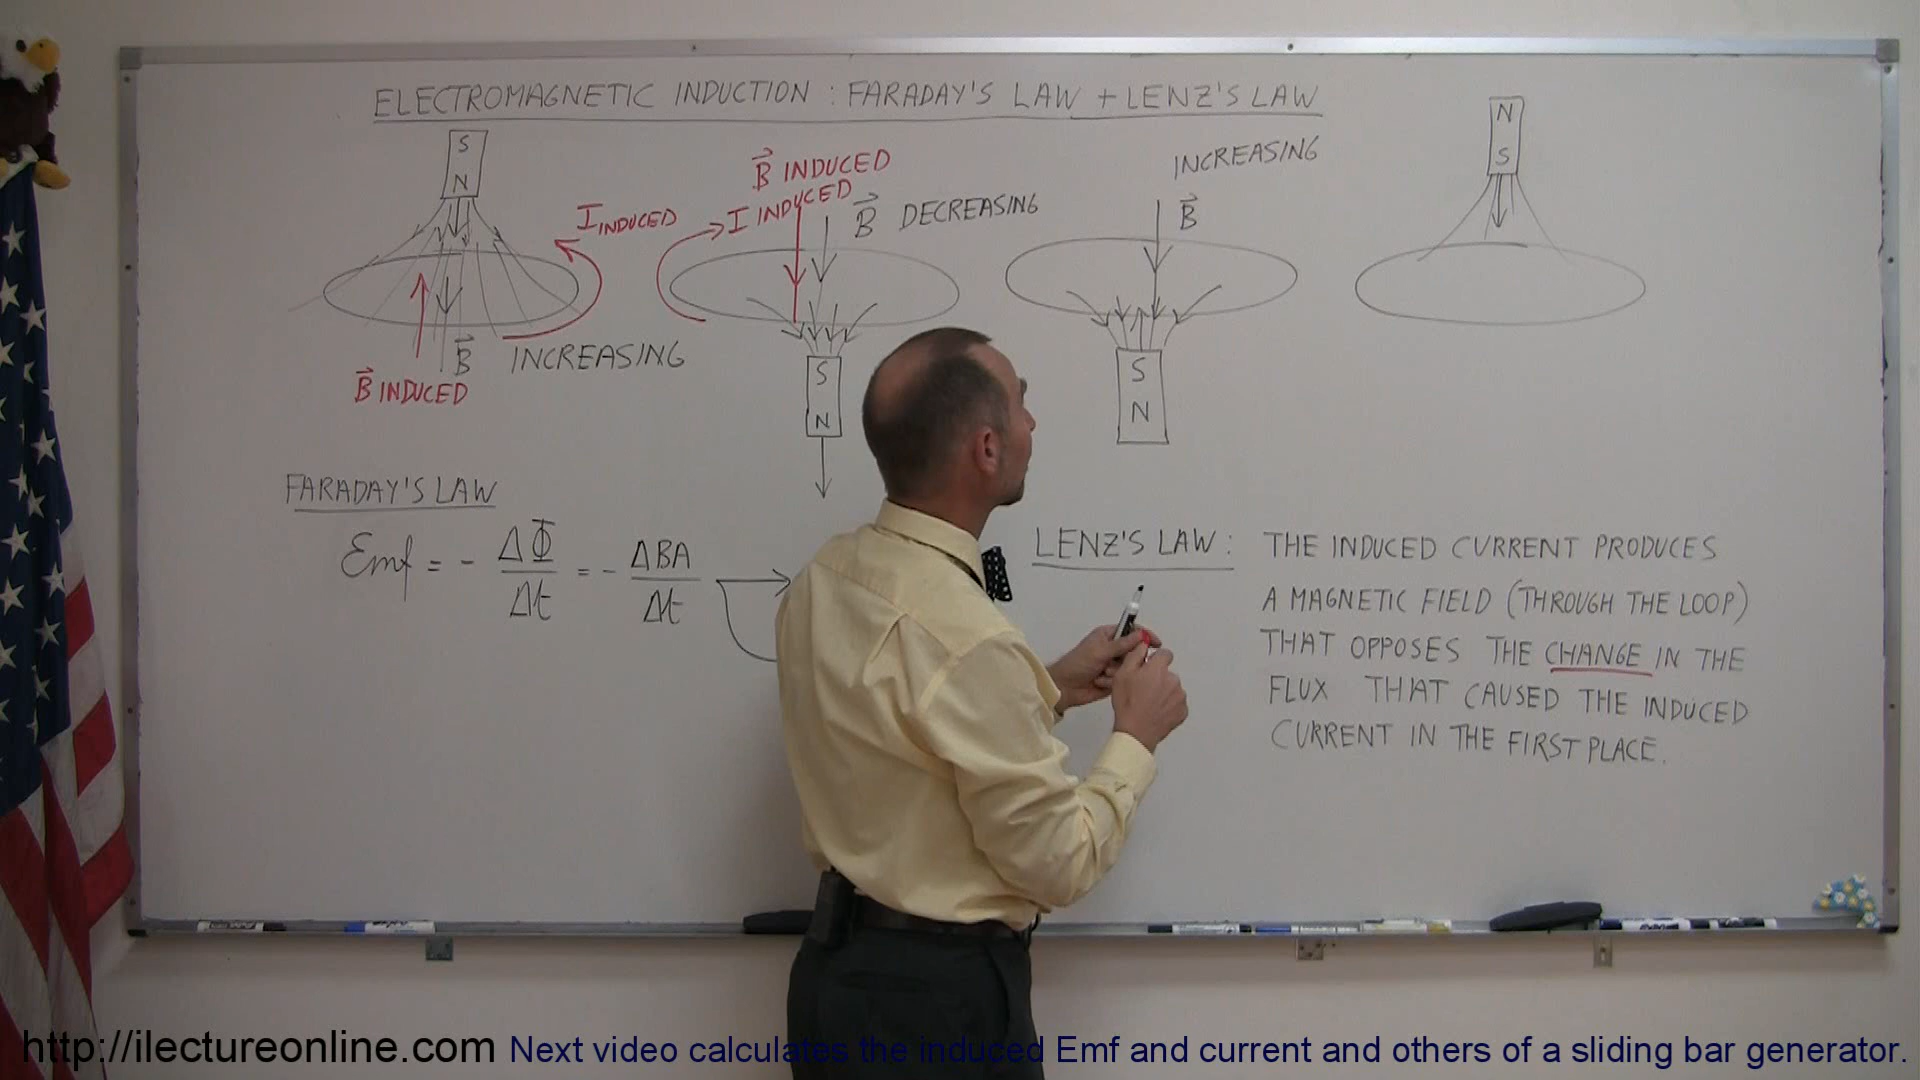 ELECTROMAGNETIC INDUCTION : FARADAY'S LAW + LENZ'S LAW
S
N
I INDUCED
B INDUCED
B
INCREASING
B INDUCED
I INDUCED
B DECREASING
S
N
INCREASING
B
S
N
N
S
FARADAY'S LAW
Emf = - ΔΦ/Δt = - ΔBA/Δt
LENZ'S LAW : THE INDUCED CURRENT PRODUCES
A MAGNETIC FIELD (THROUGH THE LOOP)
THAT OPPOSES THE CHANGE IN THE
FLUX THAT CAUSED THE INDUCED
CURRENT IN THE FIRST PLACE.
http://ilectureonline.com Next video calculates the induced Emf and current and others of a sliding bar generator.